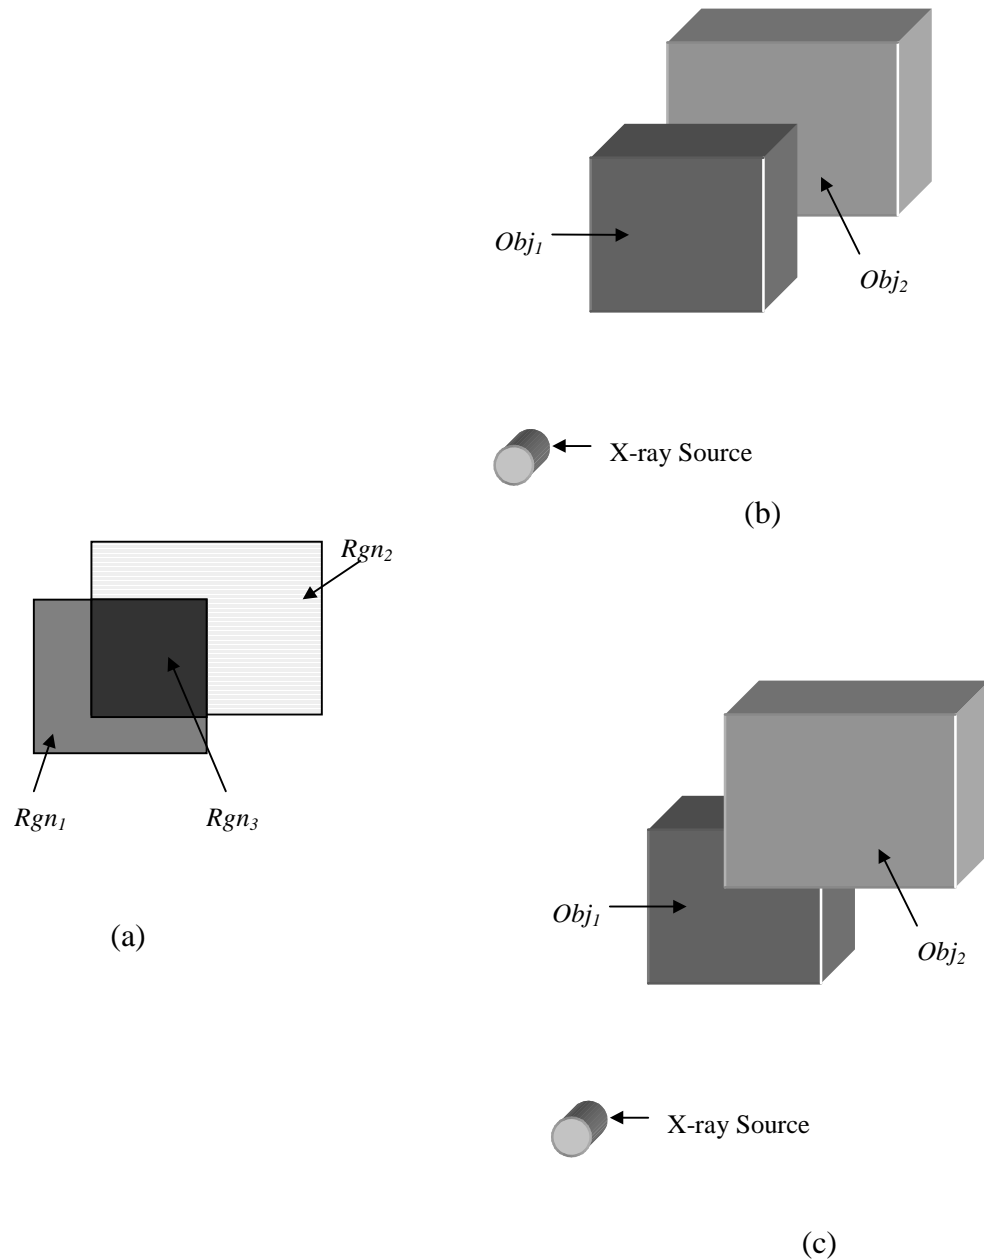 Obj₁
Obj₂
X-ray Source
(b)
Rgn₂
Rgn₁
Rgn₃
(a)
Obj₁
Obj₂
X-ray Source
(c)